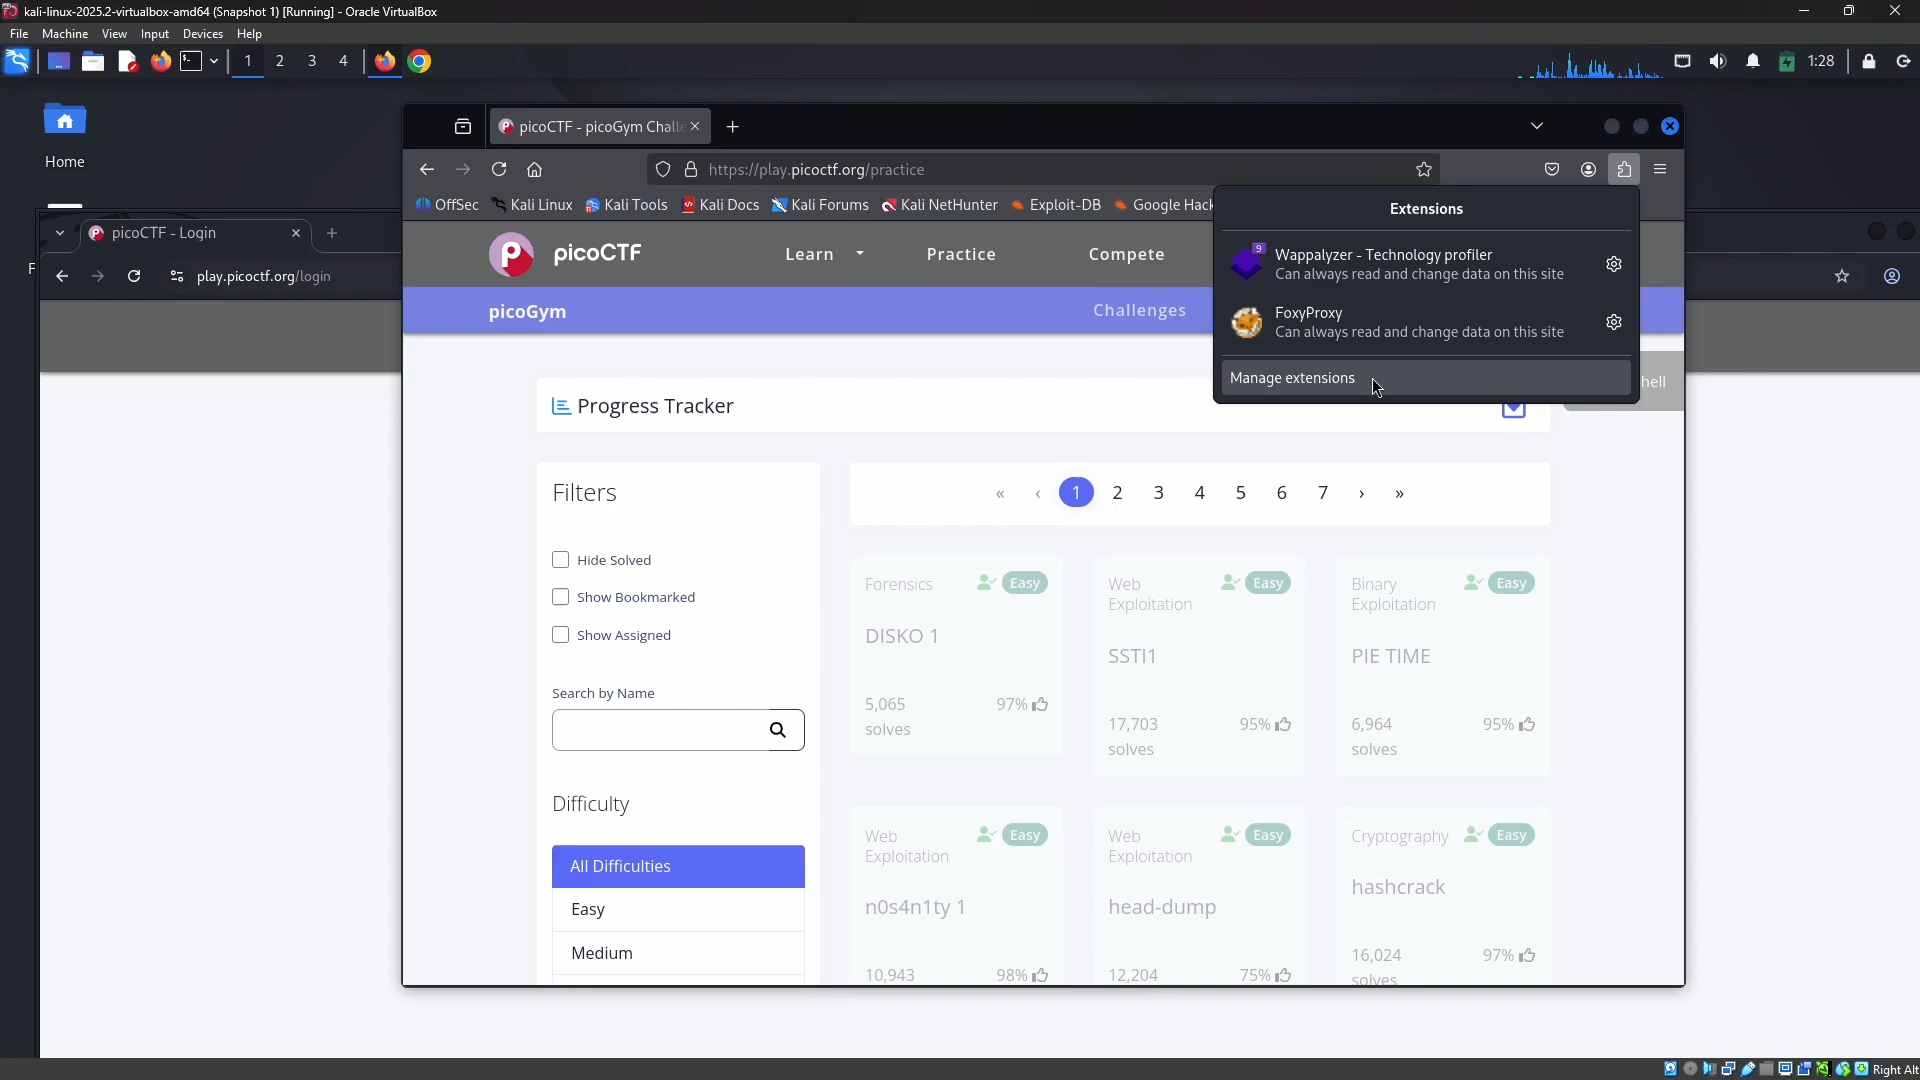 kali-linux-2025.2-virtualbox-amd64 (Snapshot 1) [Running] - Oracle VirtualBox
File Machine View Input Devices Help
1 2 3 4
1:28
Home
picoCTF - picoGym Challe
https://play.picoctf.org/practice
OffSec Kali Linux Kali Tools Kali Docs Kali Forums Kali NetHunter Exploit-DB Google Hack
picoCTF - Login
play.picoctf.org/login
F
picoCTF
Learn Practice Compete
picoGym
Challenges
Extensions
9
Wappalyzer - Technology profiler
Can always read and change data on this site
FoxyProxy
Can always read and change data on this site
Manage extensions
hell
Progress Tracker
Filters
Hide Solved
Show Bookmarked
Show Assigned
Search by Name
Difficulty
All Difficulties
Easy
Medium
« ‹ 1 2 3 4 5 6 7 › »
Forensics
Easy
DISKO 1
5,065
solves
97%
Web
Exploitation
Easy
SSTI1
17,703
solves
95%
Binary
Exploitation
Easy
PIE TIME
6,964
solves
95%
Web
Exploitation
Easy
n0s4n1ty 1
10,943
98%
Web
Exploitation
Easy
head-dump
12,204
75%
Cryptography
Easy
hashcrack
16,024
solves
97%
Right Alt